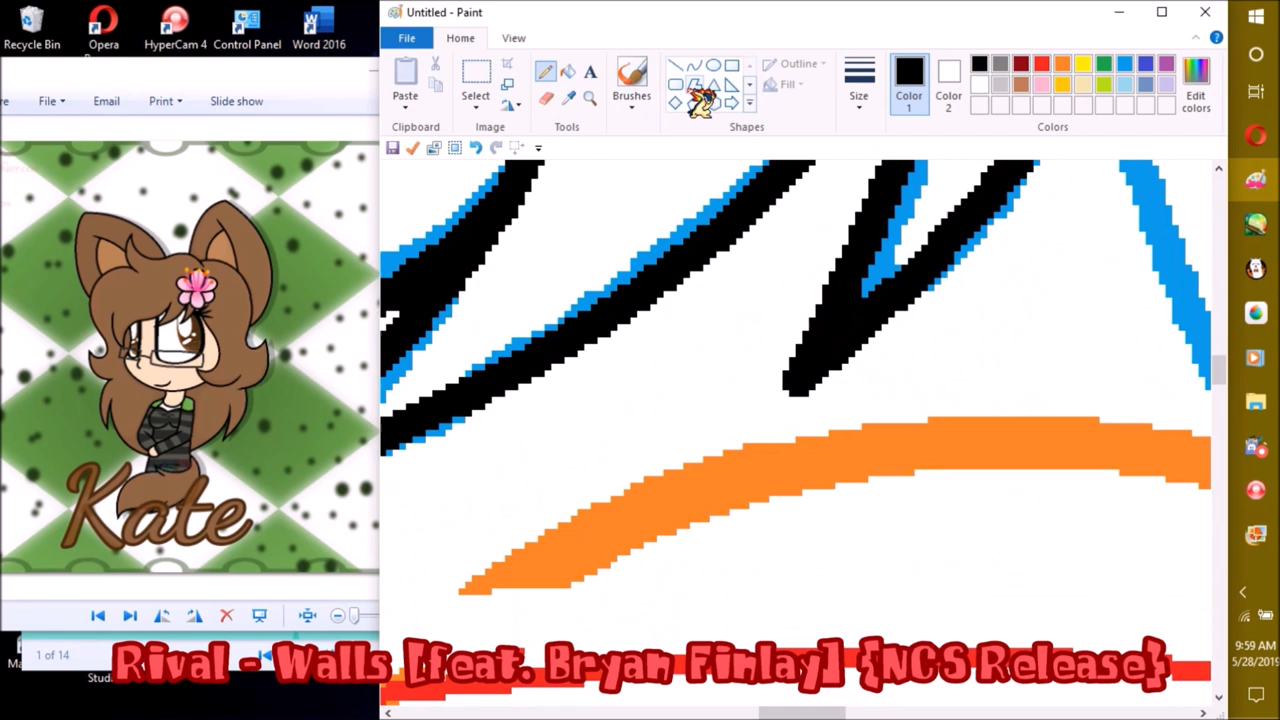 Untitled - Paint
Recycle Bin
Opera
HyperCam 4
Control Panel
Word 2016
File
Home
View
File
Email
Print
Slide show
Paste
Select
Brushes
Outline
Fill
Size
Color
1
Color
2
Edit
colors
Clipboard
Image
Tools
Shapes
Colors
Kate
1 of 14
Rival - Walls [feat. Bryan Finlay] {NCS Release}
9:59 AM
5/28/2019